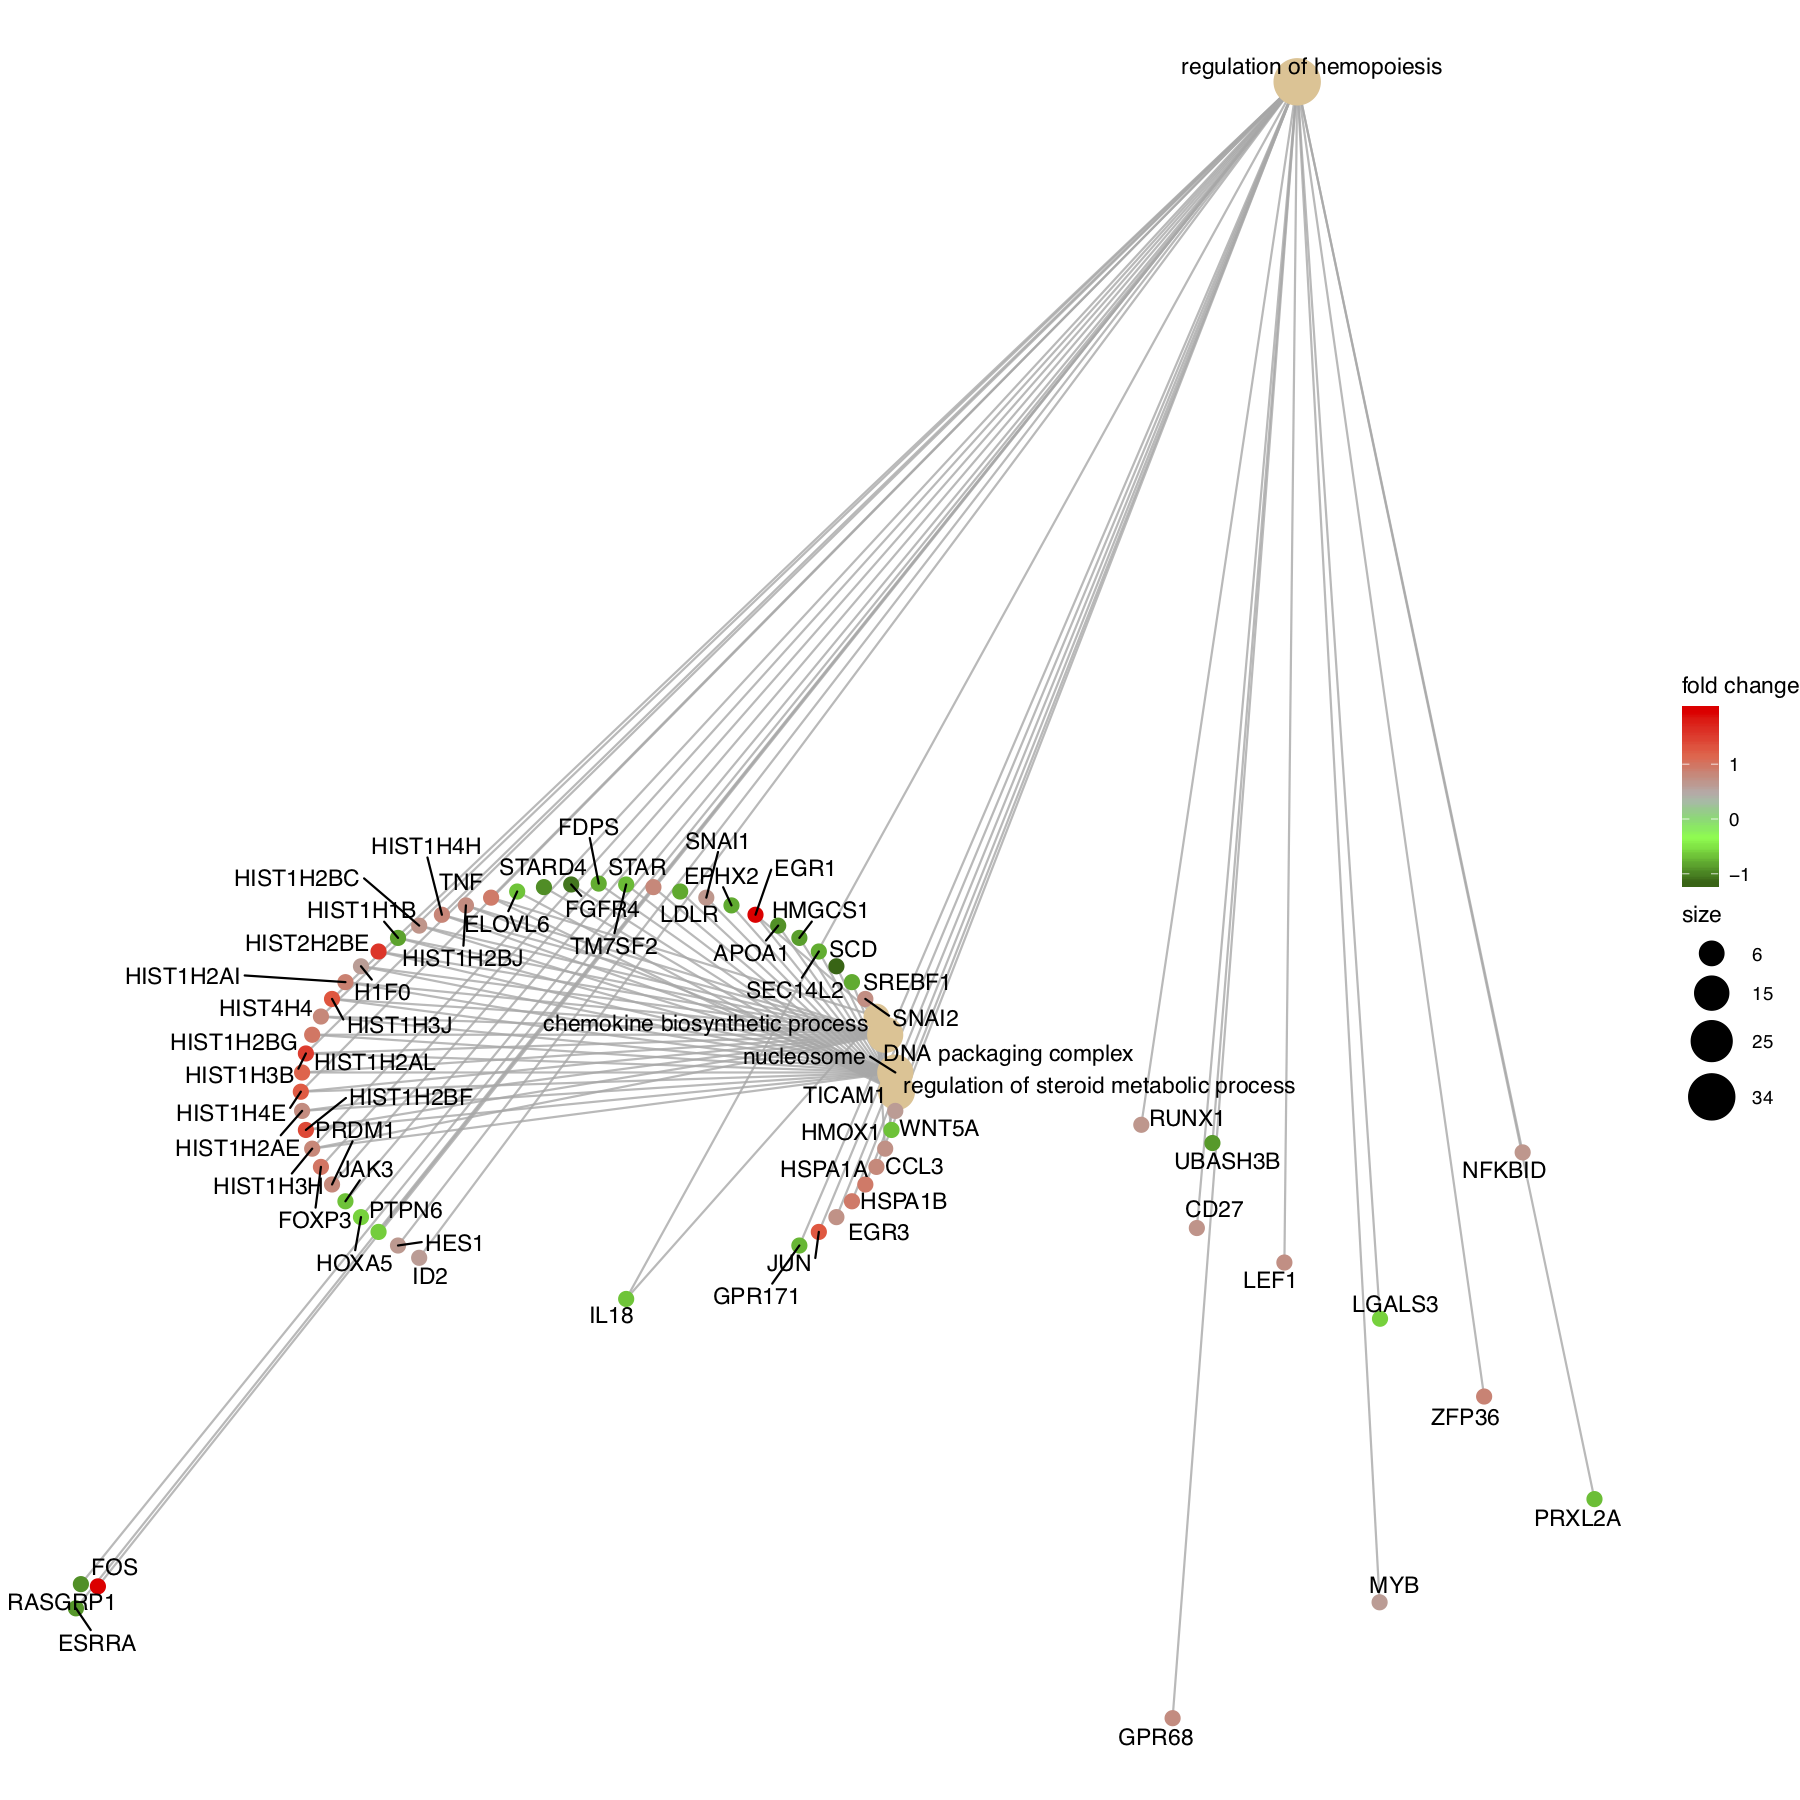 regulation of hemopoiesis
fold change
1
0
−1
size
6
15
25
34
FDPS
HIST1H4H
SNAI1
STARD4
STAR
EGR1
HIST1H2BC
TNF
EPHX2
HIST1H1B
ELOVL6
FGFR4
LDLR
HMGCS1
HIST2H2BE
HIST1H2BJ
TM7SF2
APOA1
SCD
HIST1H2AI
H1F0
SEC14L2
SREBF1
HIST4H4
HIST1H3J
chemokine biosynthetic process
SNAI2
HIST1H2BG
HIST1H2AL
nucleosome
DNA packaging complex
HIST1H3B
regulation of steroid metabolic process
HIST1H4E
HIST1H2BF
TICAM1
RUNX1
PRDM1
HMOX1
WNT5A
HIST1H2AE
JAK3
HSPA1A
CCL3
UBASH3B
NFKBID
HIST1H3H
HSPA1B
CD27
FOXP3
PTPN6
EGR3
HOXA5
HES1
JUN
ID2
LEF1
GPR171
IL18
LGALS3
ZFP36
PRXL2A
FOS
RASGRP1
MYB
ESRRA
GPR68